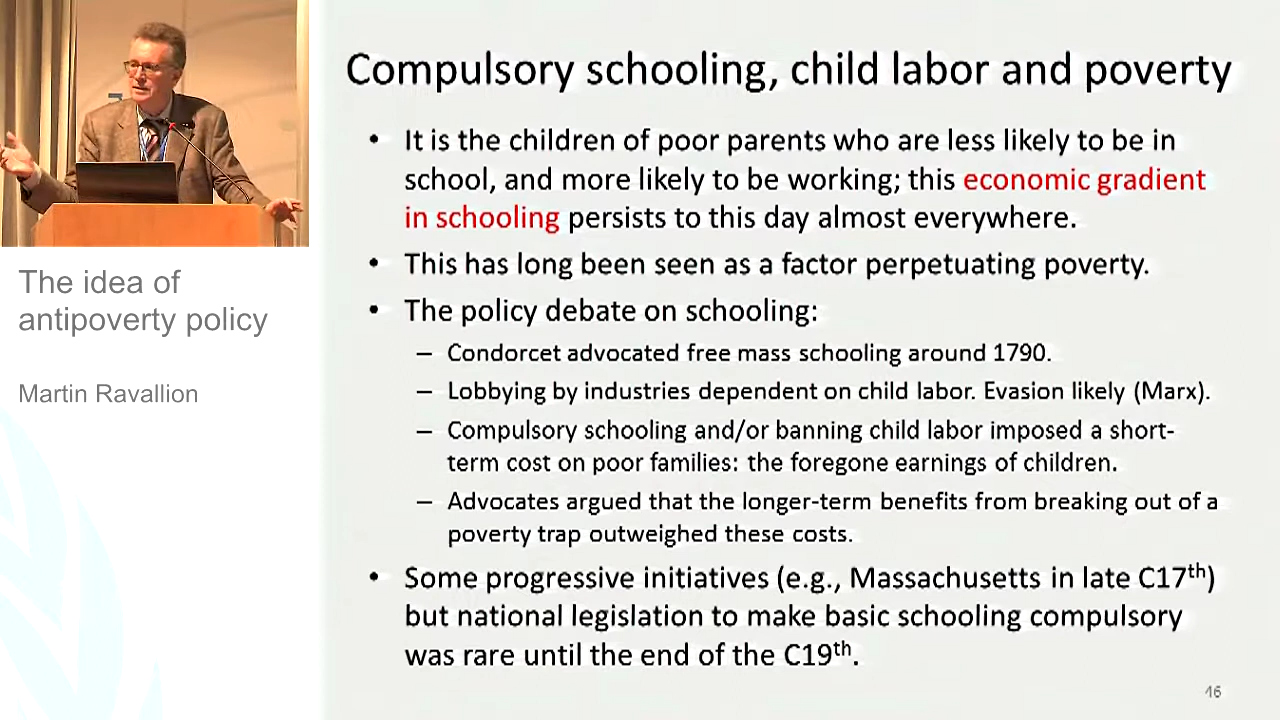 The idea of
antipoverty policy
Martin Ravallion
Compulsory schooling, child labor and poverty
• It is the children of poor parents who are less likely to be in
school, and more likely to be working; this economic gradient
in schooling persists to this day almost everywhere.
• This has long been seen as a factor perpetuating poverty.
• The policy debate on schooling:
– Condorcet advocated free mass schooling around 1790.
– Lobbying by industries dependent on child labor. Evasion likely (Marx).
– Compulsory schooling and/or banning child labor imposed a short-
term cost on poor families: the foregone earnings of children.
– Advocates argued that the longer-term benefits from breaking out of a
poverty trap outweighed these costs.
• Some progressive initiatives (e.g., Massachusetts in late C17th)
but national legislation to make basic schooling compulsory
was rare until the end of the C19th.
16